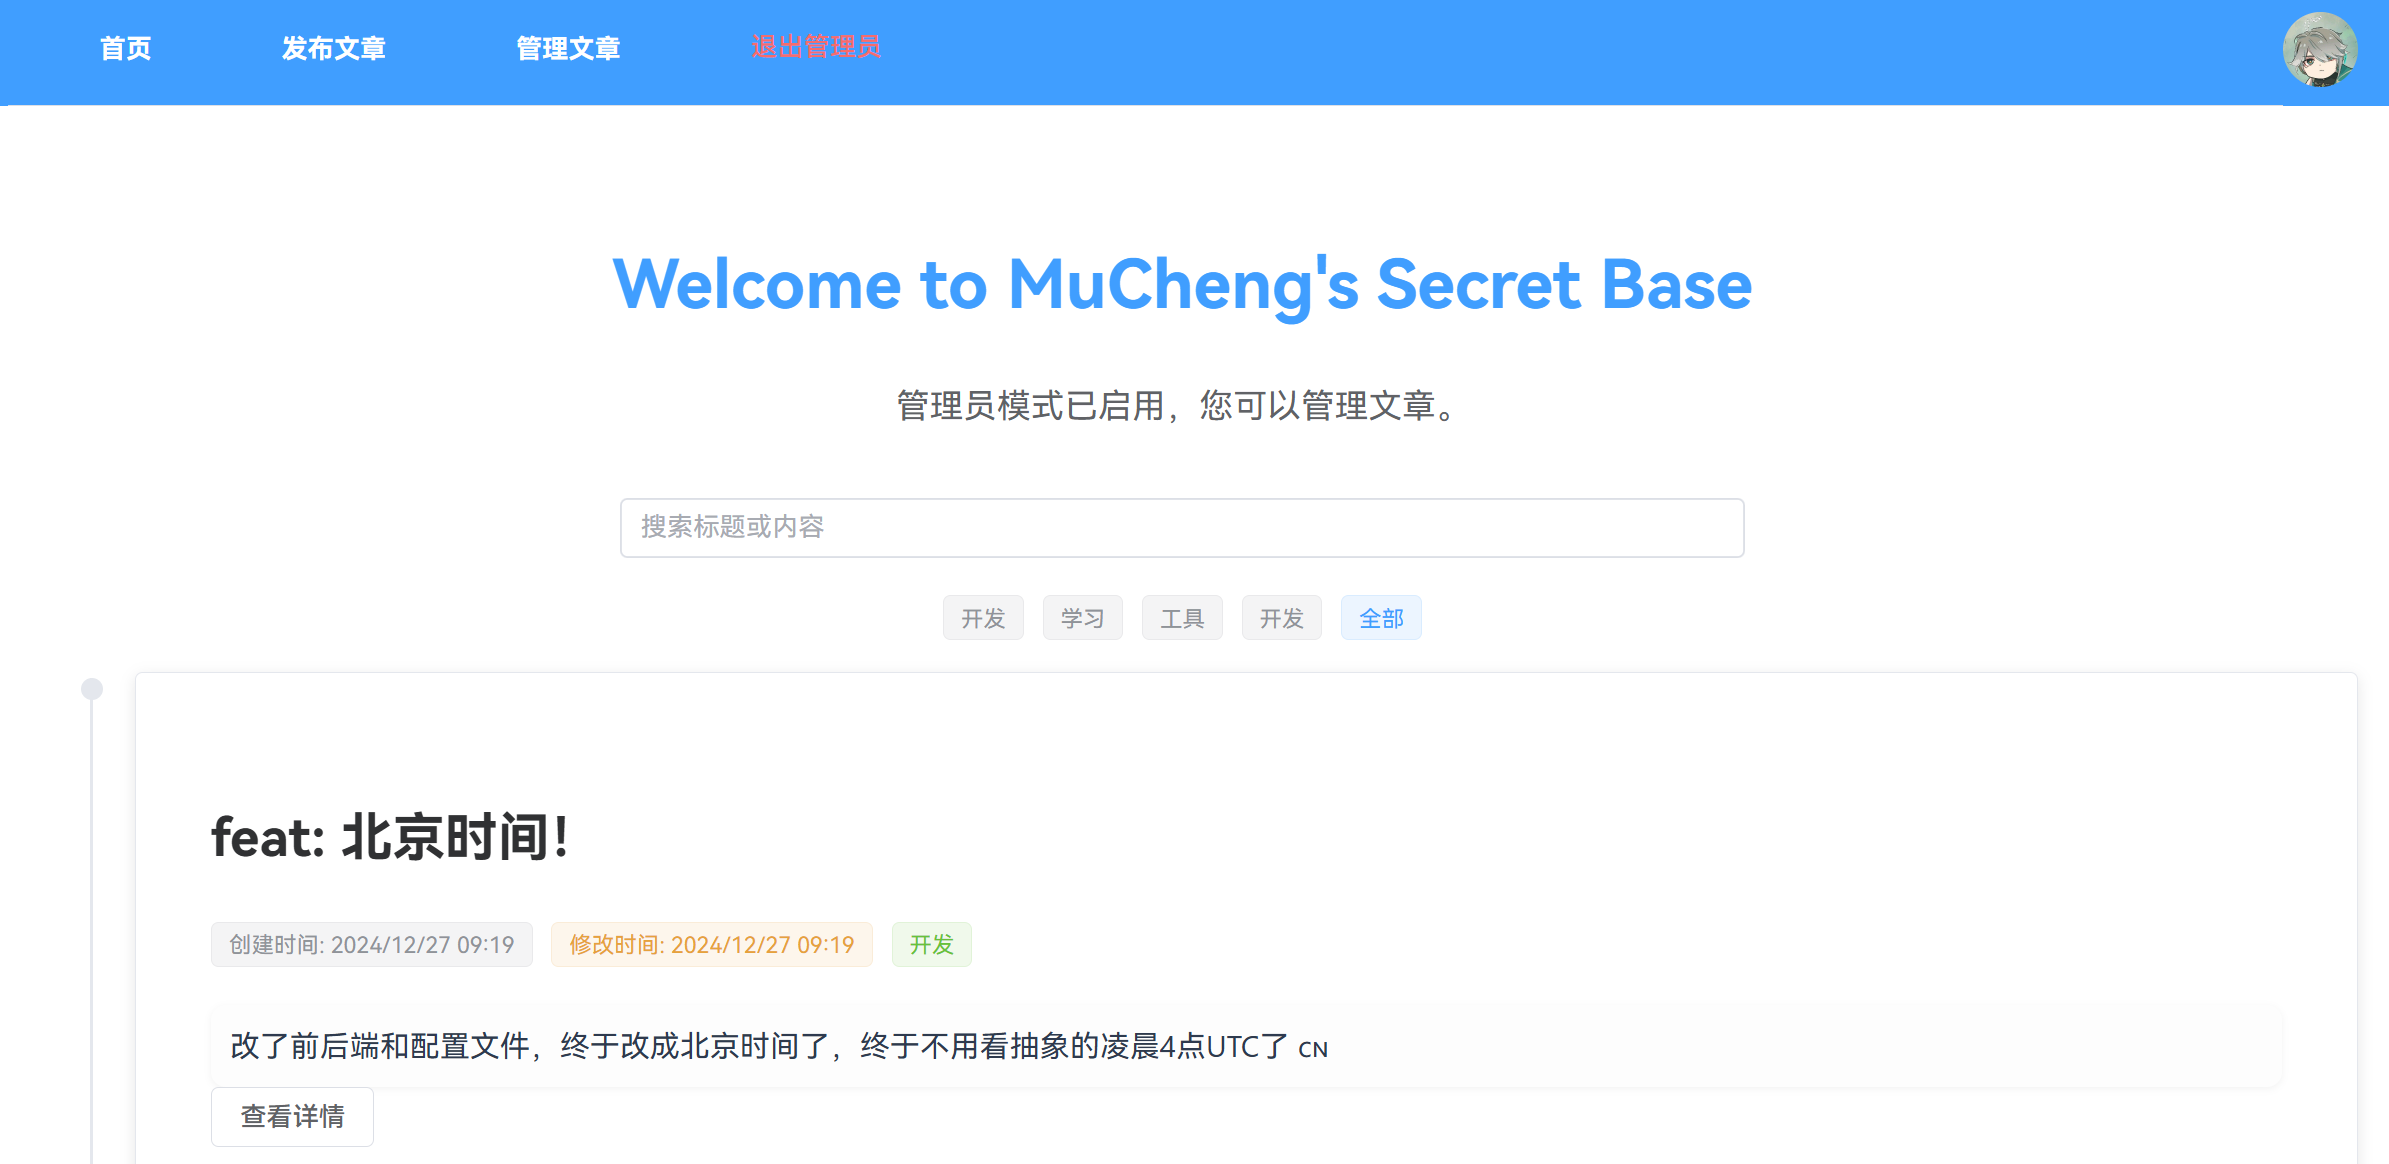 首页 发布文章 管理文章 退出管理员
Welcome to MuCheng's Secret Base
管理员模式已启用，您可以管理文章。
搜索标题或内容
开发 学习 工具 开发 全部
feat: 北京时间！
创建时间: 2024/12/27 09:19 修改时间: 2024/12/27 09:19 开发
改了前后端和配置文件，终于改成北京时间了，终于不用看抽象的凌晨4点UTC了 CN
查看详情